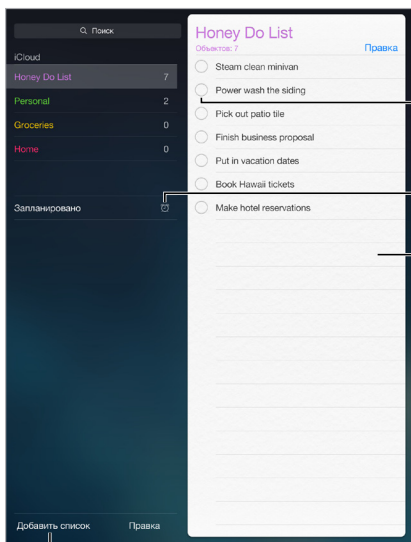 Поиск
iCloud
Honey Do List 7
Personal 2
Groceries 0
Home 0
Запланировано
Добавить список Правка
Honey Do List
Объектов: 7 Правка
Steam clean minivan
Power wash the siding
Pick out patio tile
Finish business proposal
Put in vacation dates
Book Hawaii tickets
Make hotel reservations